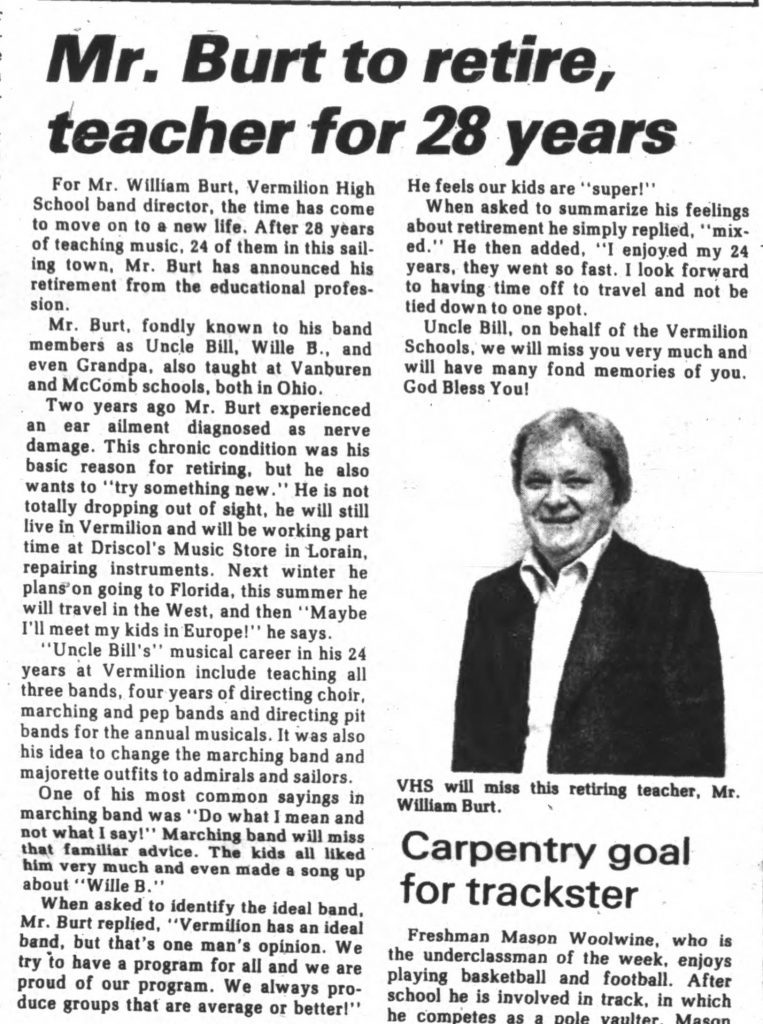 Mr. Burt to retire,
teacher for 28 years
For Mr. William Burt, Vermilion High
School band director, the time has come
to move on to a new life. After 28 years
of teaching music, 24 of them in this sail-
ing town, Mr. Burt has announced his
retirement from the educational profes-
sion.
Mr. Burt, fondly known to his band
members as Uncle Bill, Wille B., and
even Grandpa, also taught at Vanburen
and McComb schools, both in Ohio.
Two years ago Mr. Burt experienced
an ear ailment diagnosed as nerve
damage. This chronic condition was his
basic reason for retiring, but he also
wants to "try something new." He is not
totally dropping out of sight, he will still
live in Vermilion and will be working part
time at Driscol's Music Store in Lorain,
repairing instruments. Next winter he
plans on going to Florida, this summer he
will travel in the West, and then "Maybe
I'll meet my kids in Europe!" he says.
"Uncle Bill's" musical career in his 24
years at Vermilion include teaching all
three bands, four years of directing choir,
marching and pep bands and directing pit
bands for the annual musicals. It was also
his idea to change the marching band and
majorette outfits to admirals and sailors.
One of his most common sayings in
marching band was "Do what I mean and
not what I say!" Marching band will miss
that familiar advice. The kids all liked
him very much and even made a song up
about "Wille B."
When asked to identify the ideal band,
Mr. Burt replied, "Vermilion has an ideal
band, but that's one man's opinion. We
try to have a program for all and we are
proud of our program. We always pro-
duce groups that are average or better!"
He feels our kids are "super!"
When asked to summarize his feelings
about retirement he simply replied, "mix-
ed." He then added, "I enjoyed my 24
years, they went so fast. I look forward
to having time off to travel and not be
tied down to one spot.
Uncle Bill, on behalf of the Vermilion
Schools, we will miss you very much and
will have many fond memories of you.
God Bless You!
VHS will miss this retiring teacher, Mr.
William Burt.
Carpentry goal
for trackster
Freshman Mason Woolwine, who is
the underclassman of the week, enjoys
playing basketball and football. After
school he is involved in track, in which
he competes as a pole vaulter. Mason